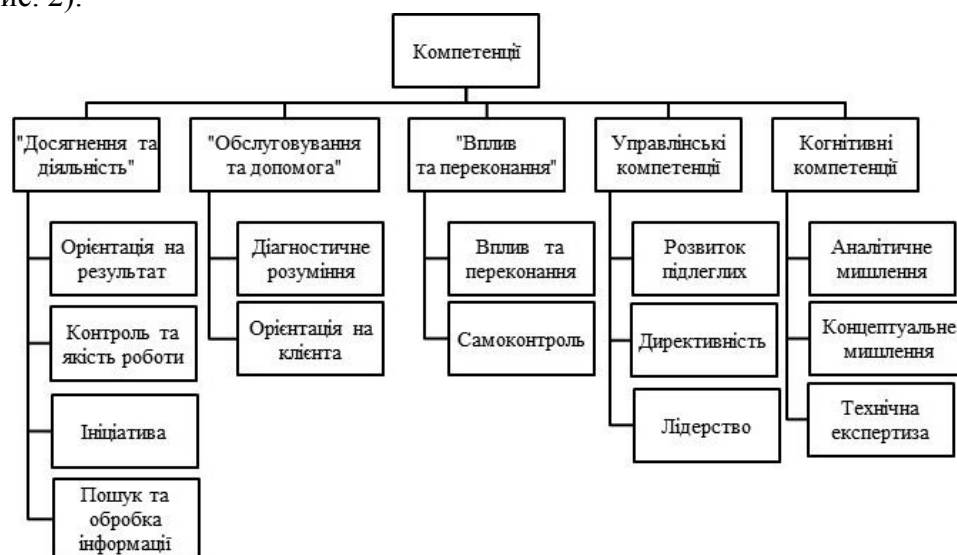 ис. 2).
Компетенції
"Досягнення та
діяльність"
"Обслуговування
та допомога"
"Вплив
та переконання"
Управлінські
компетенції
Когнітивні
компетенції
Орієнтація на
результат
Контроль та
якість роботи
Ініціатива
Пошук та
обробка
інформації
Діагностичне
розуміння
Орієнтація на
клієнта
Вплив та
переконання
Самоконтроль
Розвиток
підлеглих
Директивність
Лідерство
Аналітичне
мислення
Концептуальне
мислення
Технічна
експертиза